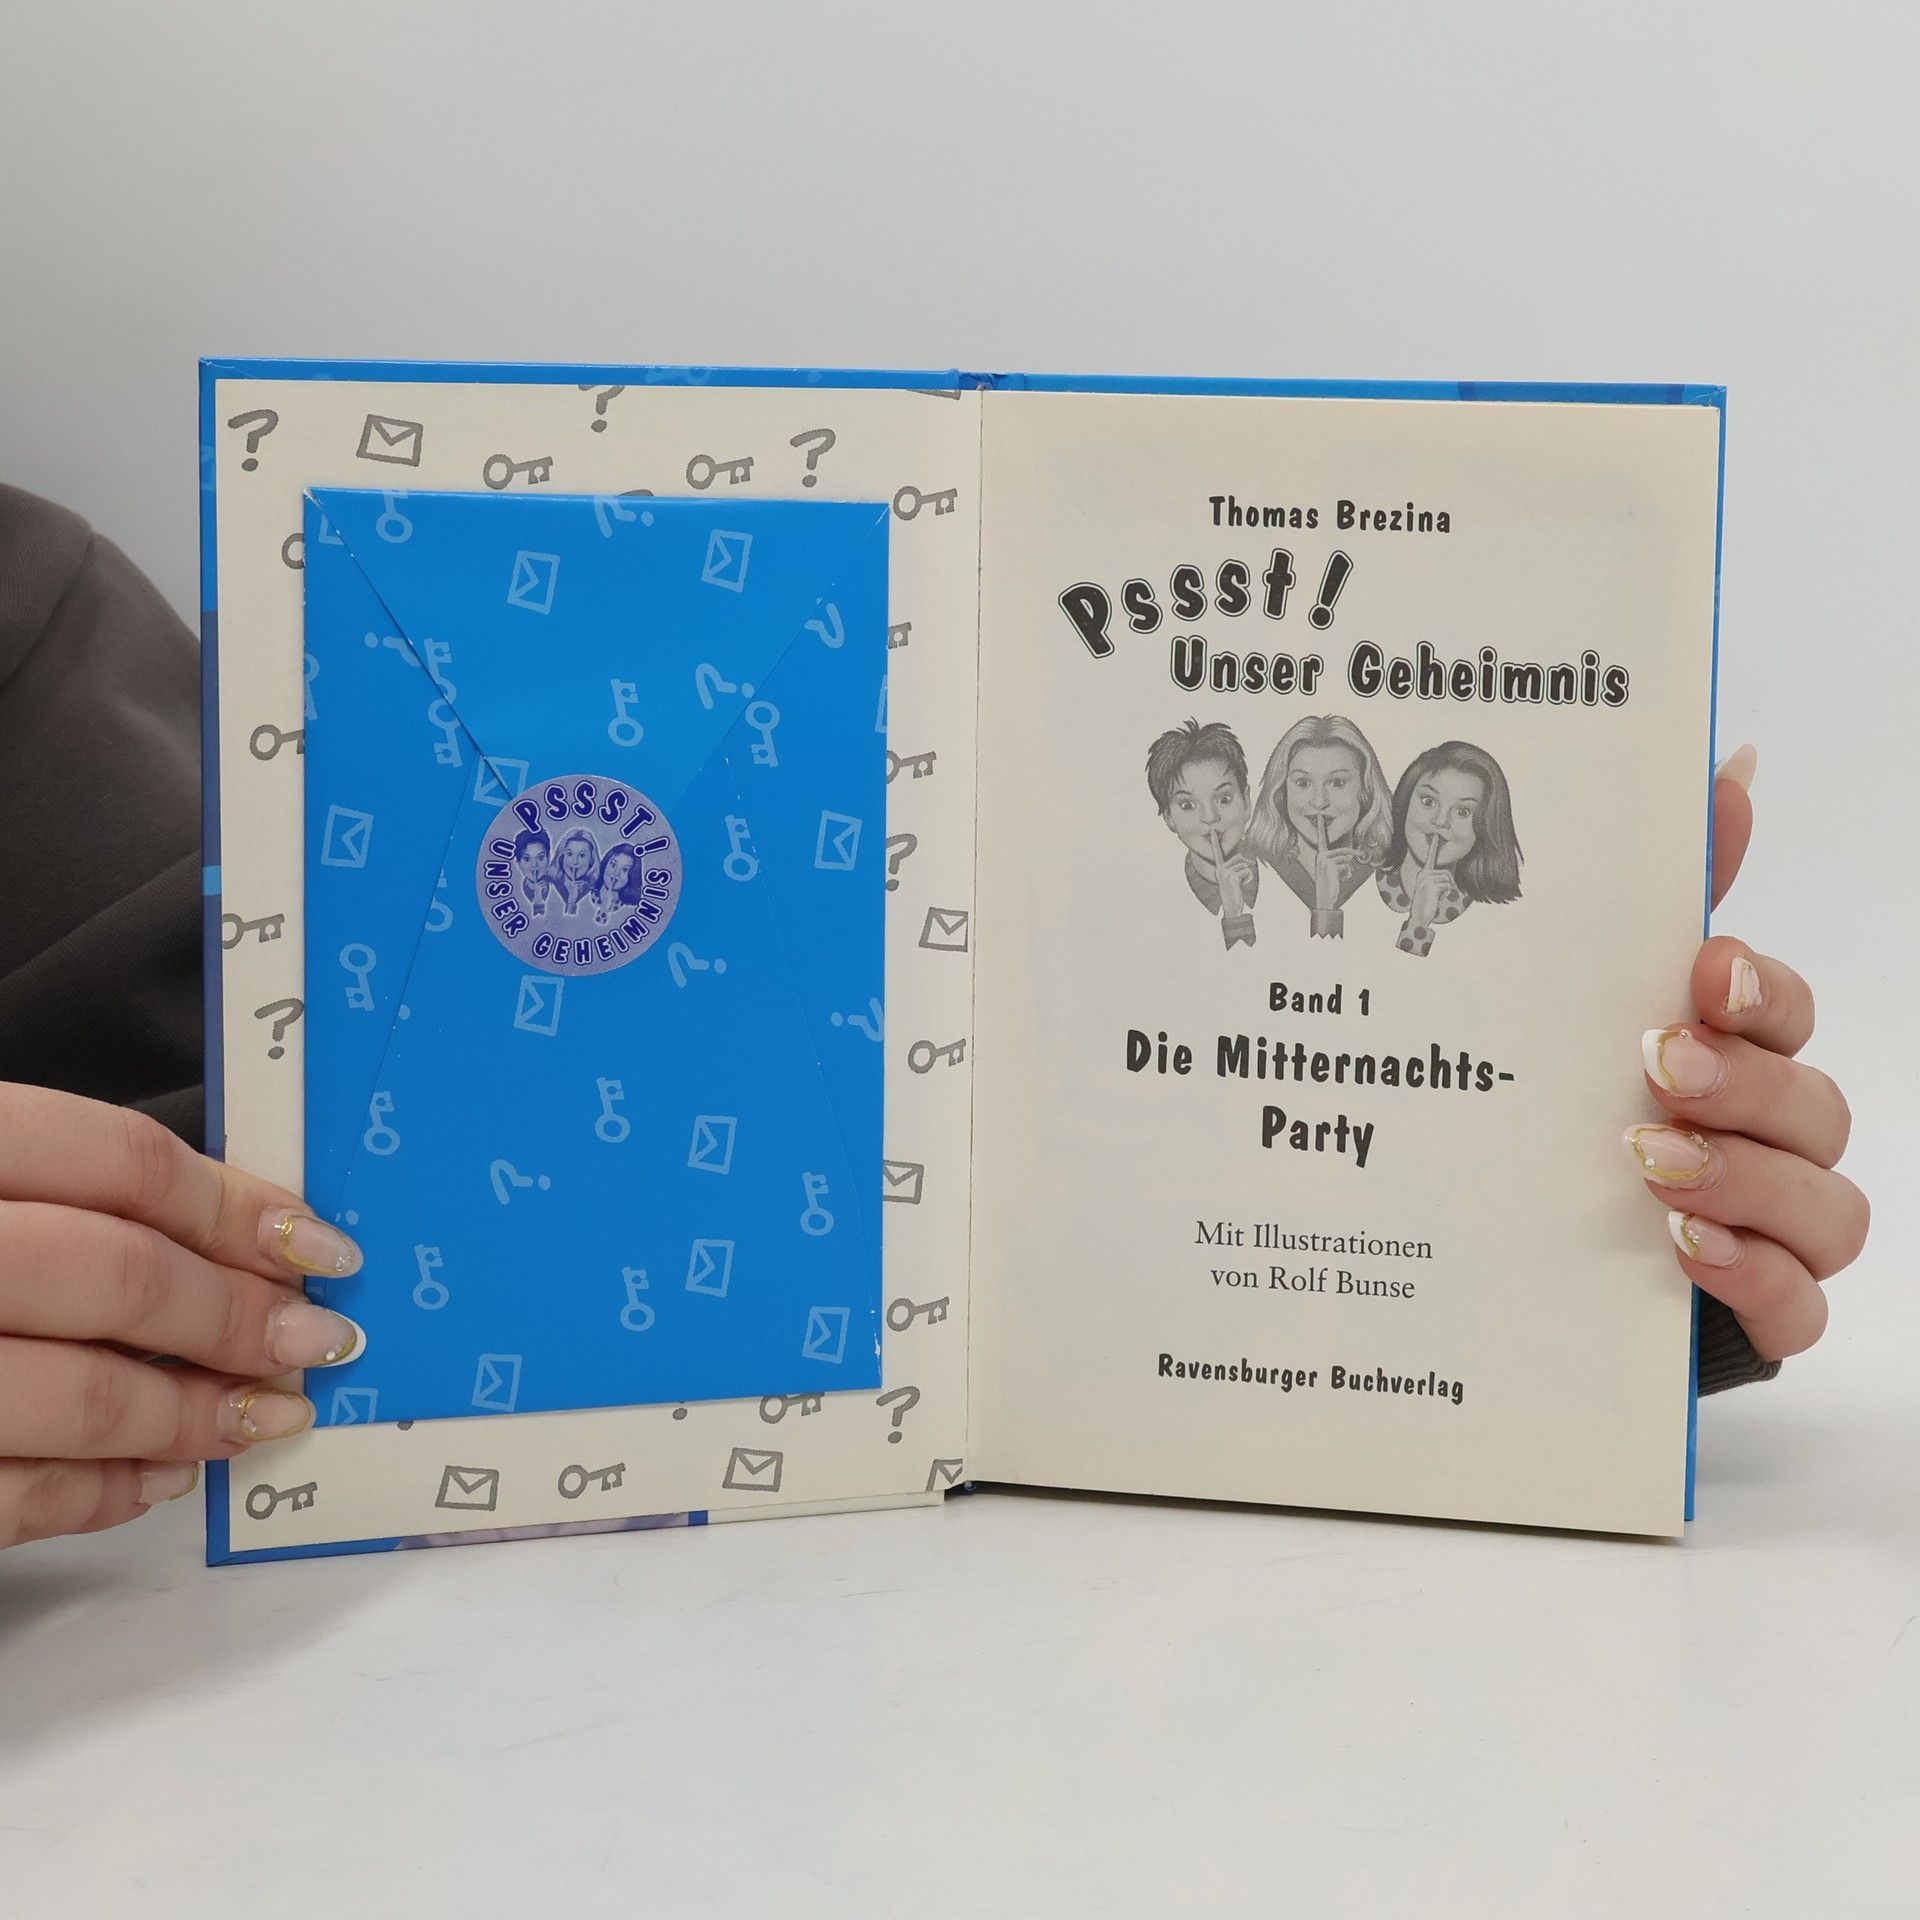 PSSST!
UNSER GEHEIMNIS
Thomas Brezina
Pssst!
Unser Geheimnis
Band 1
Die Mitternachts-
Party
Mit Illustrationen
von Rolf Bunse
Ravensburger Buchverlag